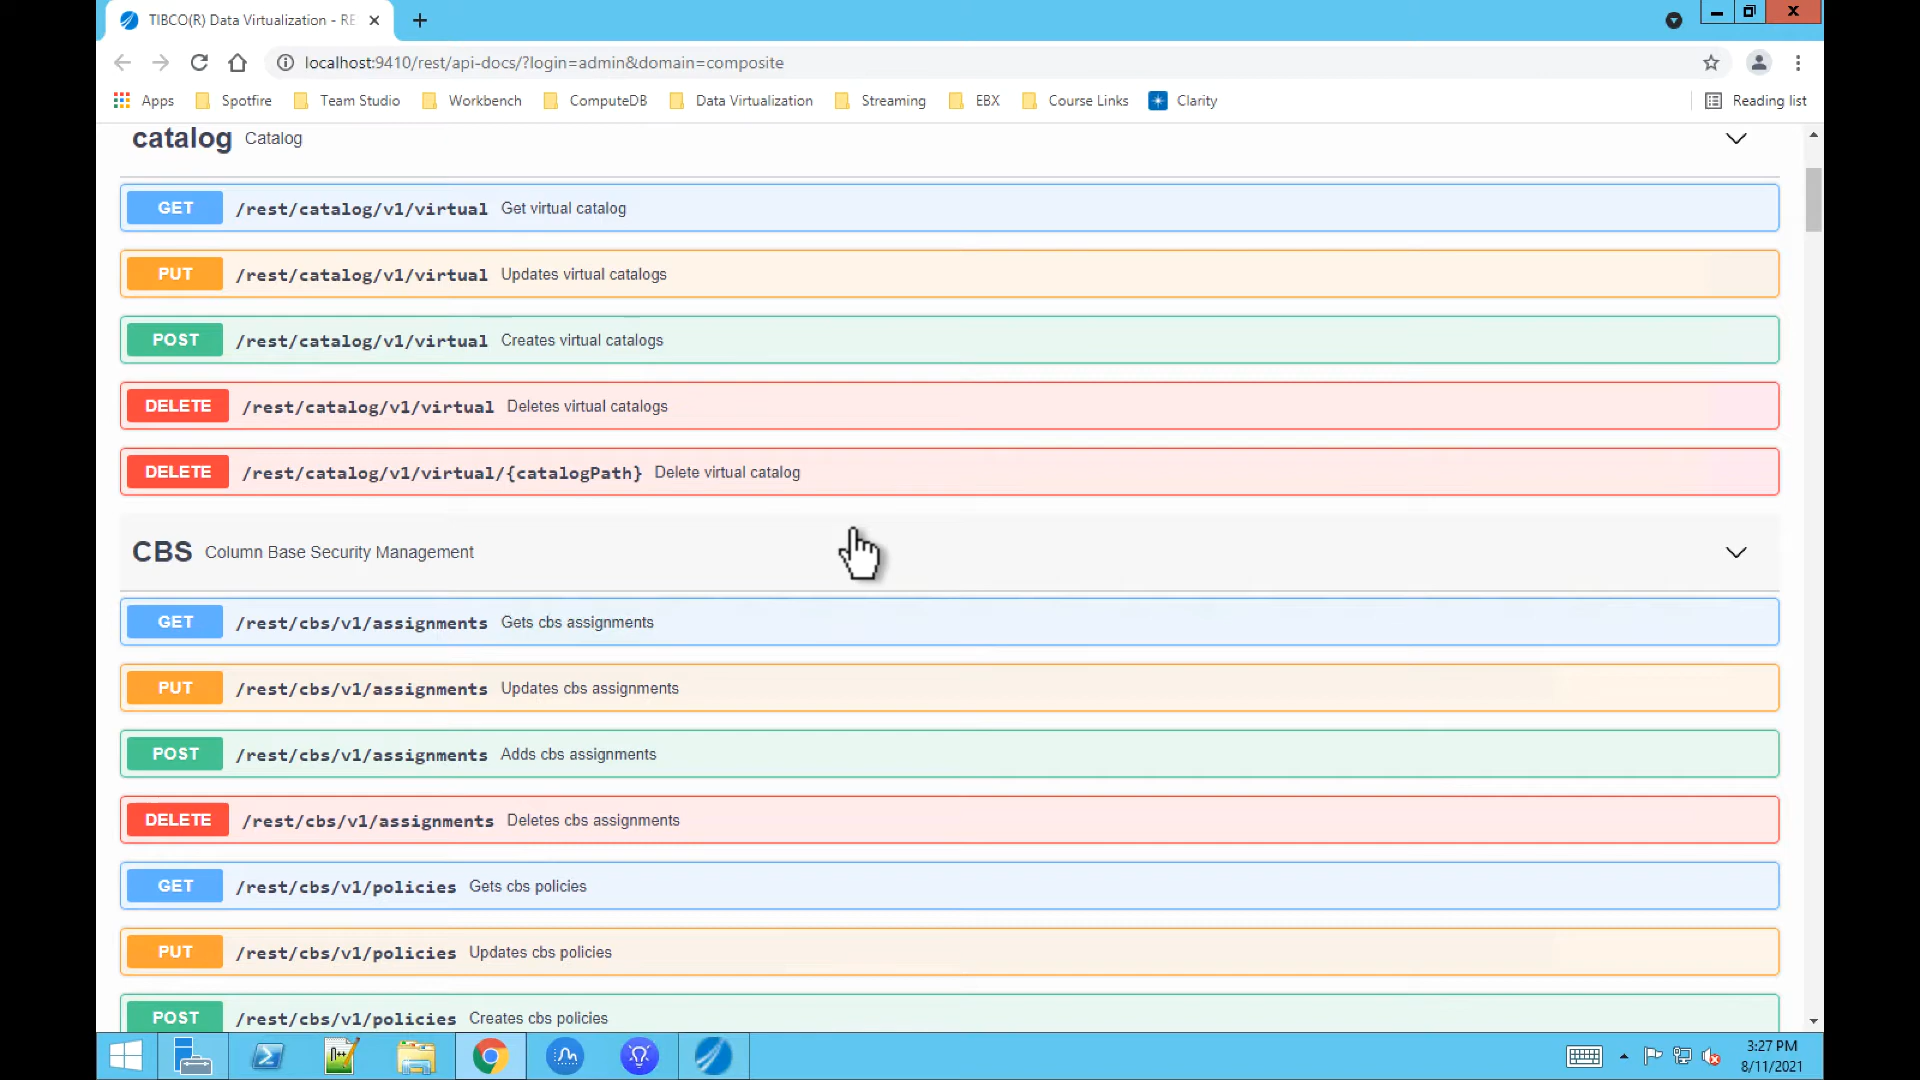 TIBCO(R) Data Virtualization - RE
localhost:9410/rest/api-docs/?login=admin&domain=composite
Apps Spotfire Team Studio Workbench ComputeDB Data Virtualization Streaming EBX Course Links Clarity Reading list
catalog Catalog
GET /rest/catalog/v1/virtual Get virtual catalog
PUT /rest/catalog/v1/virtual Updates virtual catalogs
POST /rest/catalog/v1/virtual Creates virtual catalogs
DELETE /rest/catalog/v1/virtual Deletes virtual catalogs
DELETE /rest/catalog/v1/virtual/{catalogPath} Delete virtual catalog
CBS Column Base Security Management
GET /rest/cbs/v1/assignments Gets cbs assignments
PUT /rest/cbs/v1/assignments Updates cbs assignments
POST /rest/cbs/v1/assignments Adds cbs assignments
DELETE /rest/cbs/v1/assignments Deletes cbs assignments
GET /rest/cbs/v1/policies Gets cbs policies
PUT /rest/cbs/v1/policies Updates cbs policies
POST /rest/cbs/v1/policies Creates cbs policies
3:27 PM
8/11/2021